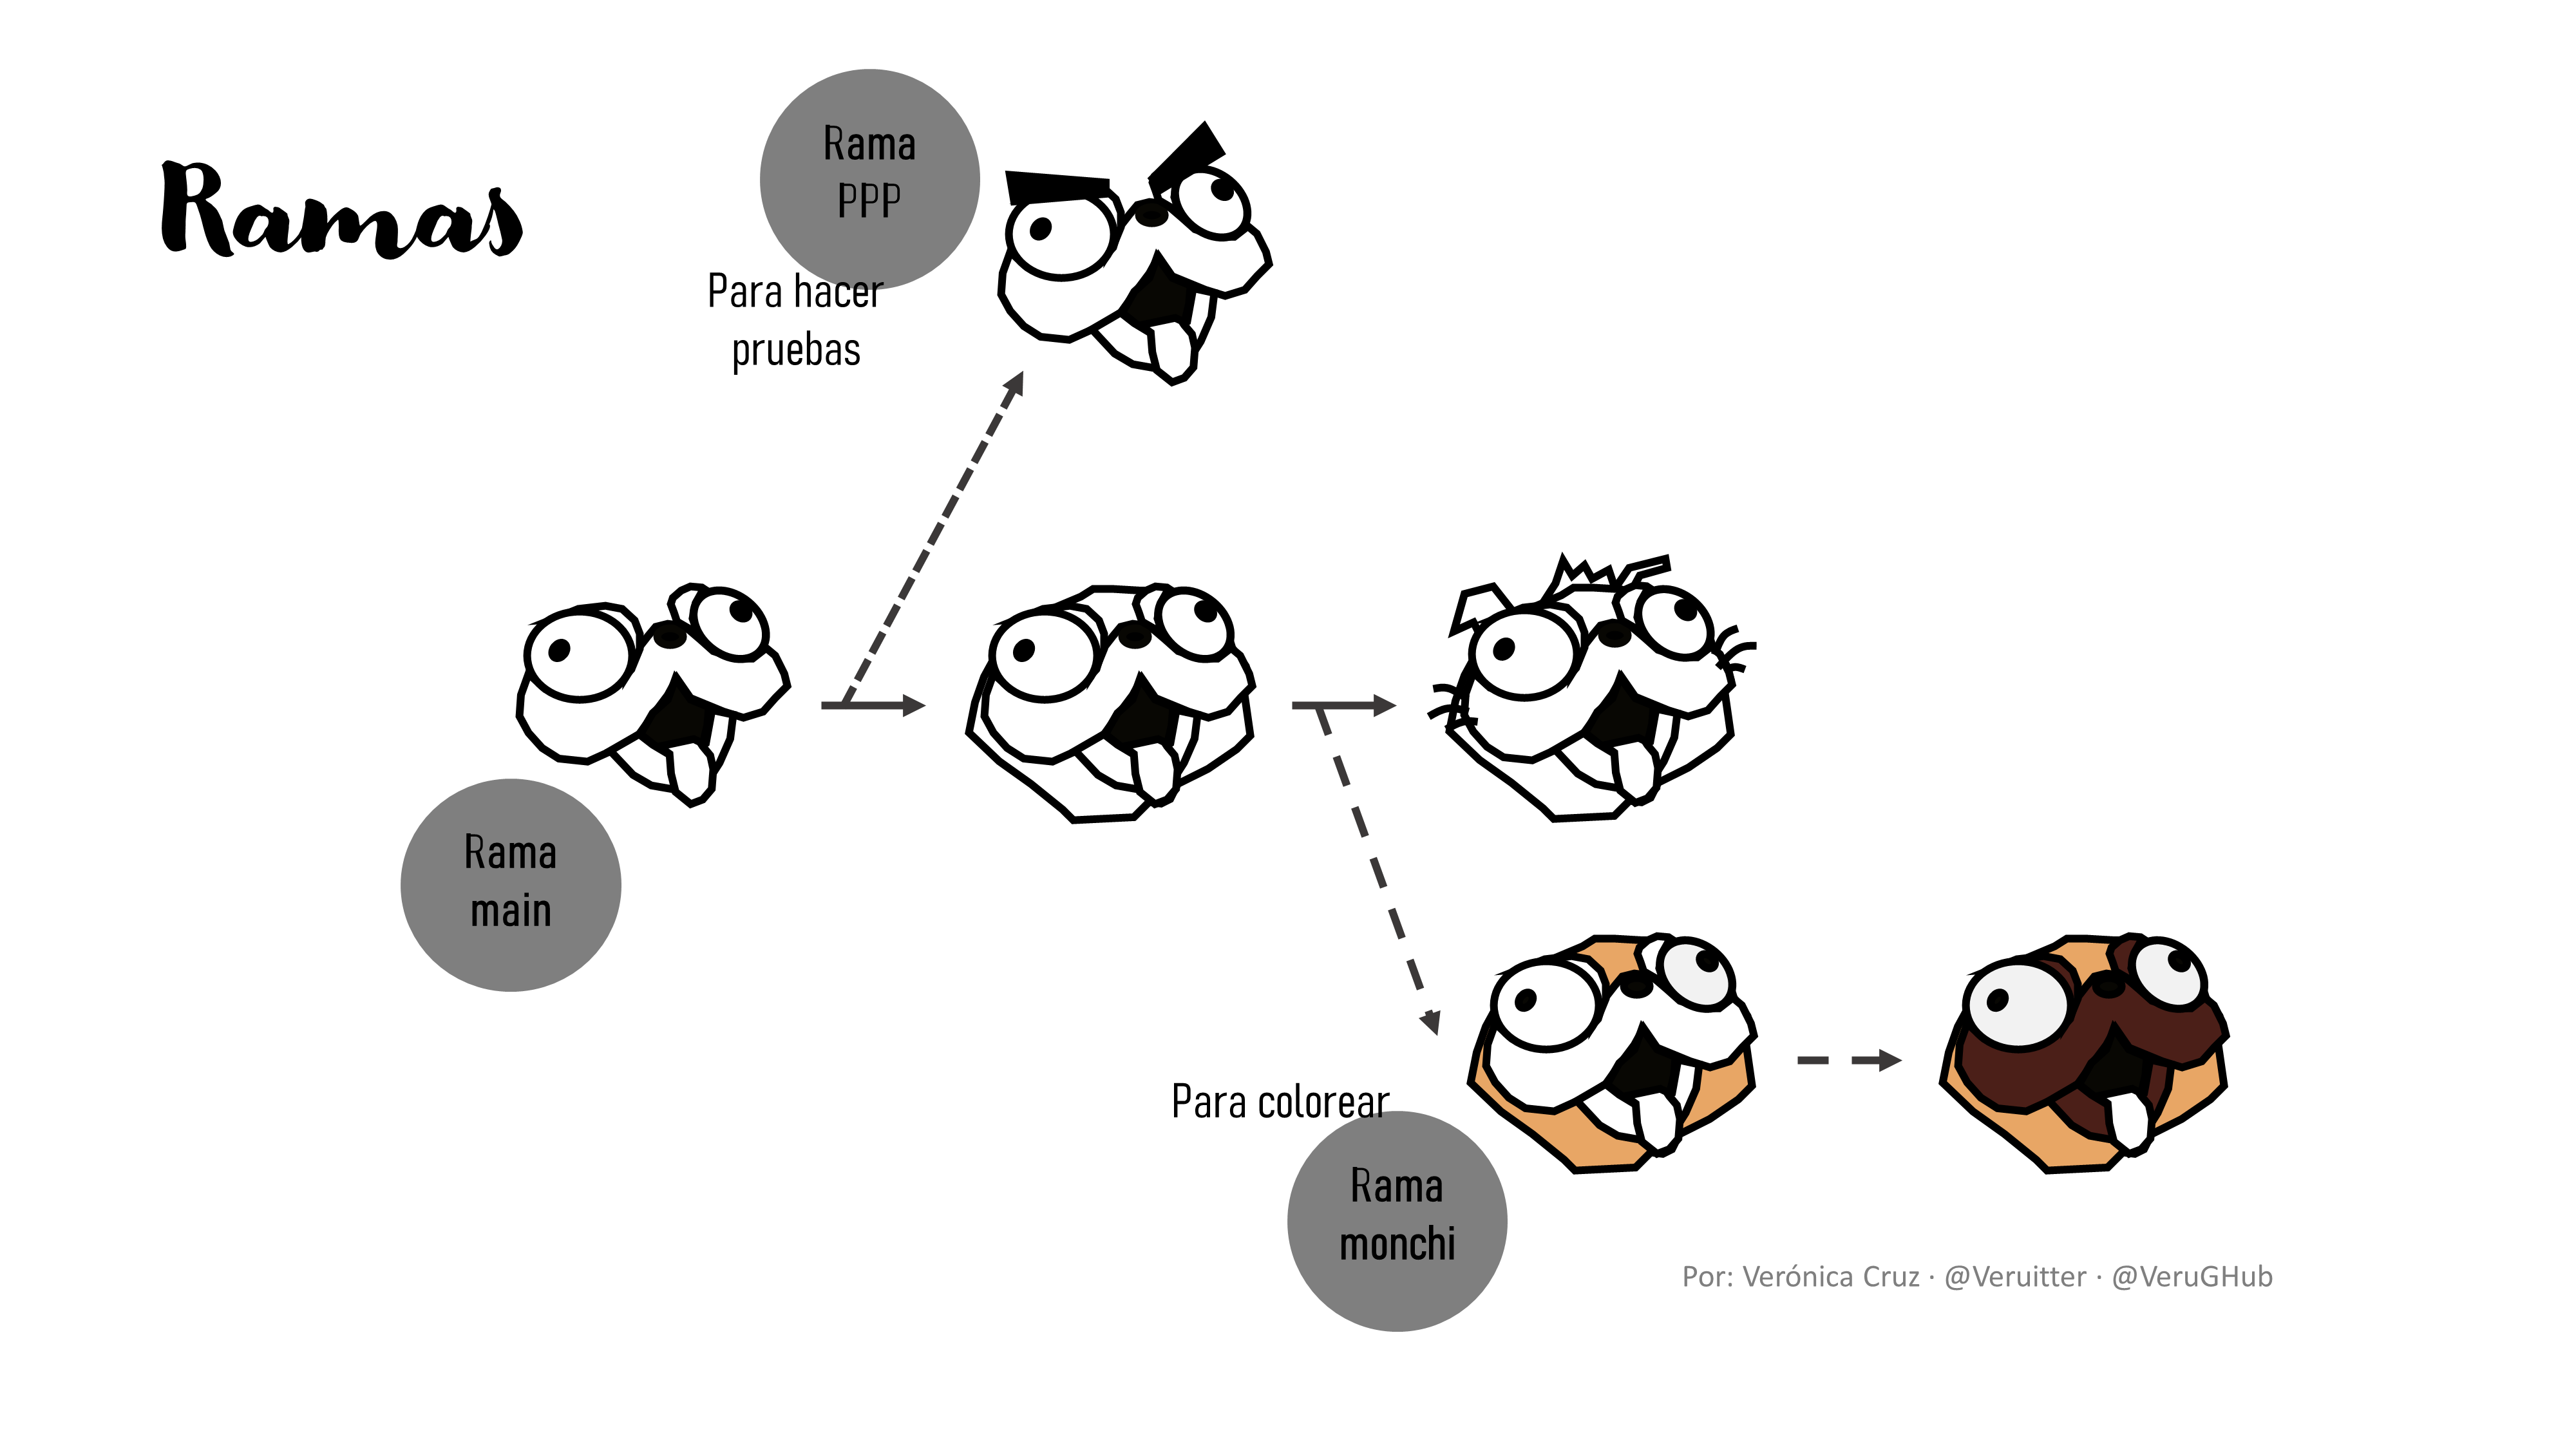 Ramas
Rama
PPP
Para hacer
pruebas
Rama
main
Para colorear
Rama
monchi
Por: Verónica Cruz · @Veruitter · @VeruGHub